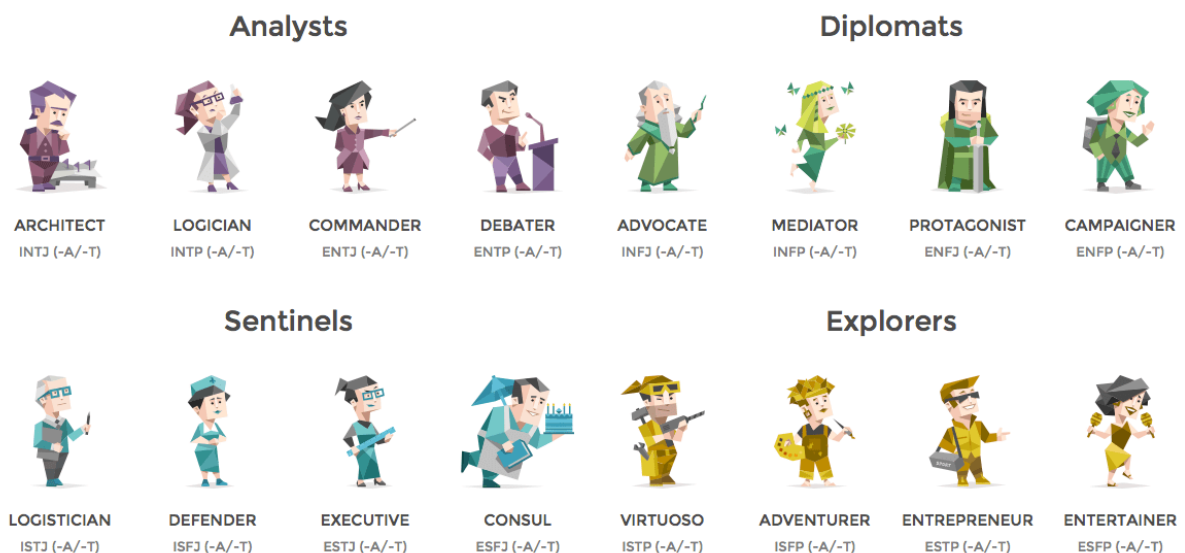 Analysts
Diplomats
ARCHITECT
LOGICIAN
COMMANDER
DEBATER
ADVOCATE
MEDIATOR
PROTAGONIST
CAMPAIGNER
INTJ (-A/-T)
INTP (-A/-T)
ENTJ (-A/-T)
ENTP (-A/-T)
INFJ (-A/-T)
INFP (-A/-T)
ENFJ (-A/-T)
ENFP (-A/-T)
Sentinels
Explorers
LOGISTICIAN
DEFENDER
EXECUTIVE
CONSUL
VIRTUOSO
ADVENTURER
ENTREPRENEUR
ENTERTAINER
ISTJ (-A/-T)
ISFJ (-A/-T)
ESTJ (-A/-T)
ESFJ (-A/-T)
ISTP (-A/-T)
ISFP (-A/-T)
ESTP (-A/-T)
ESFP (-A/-T)